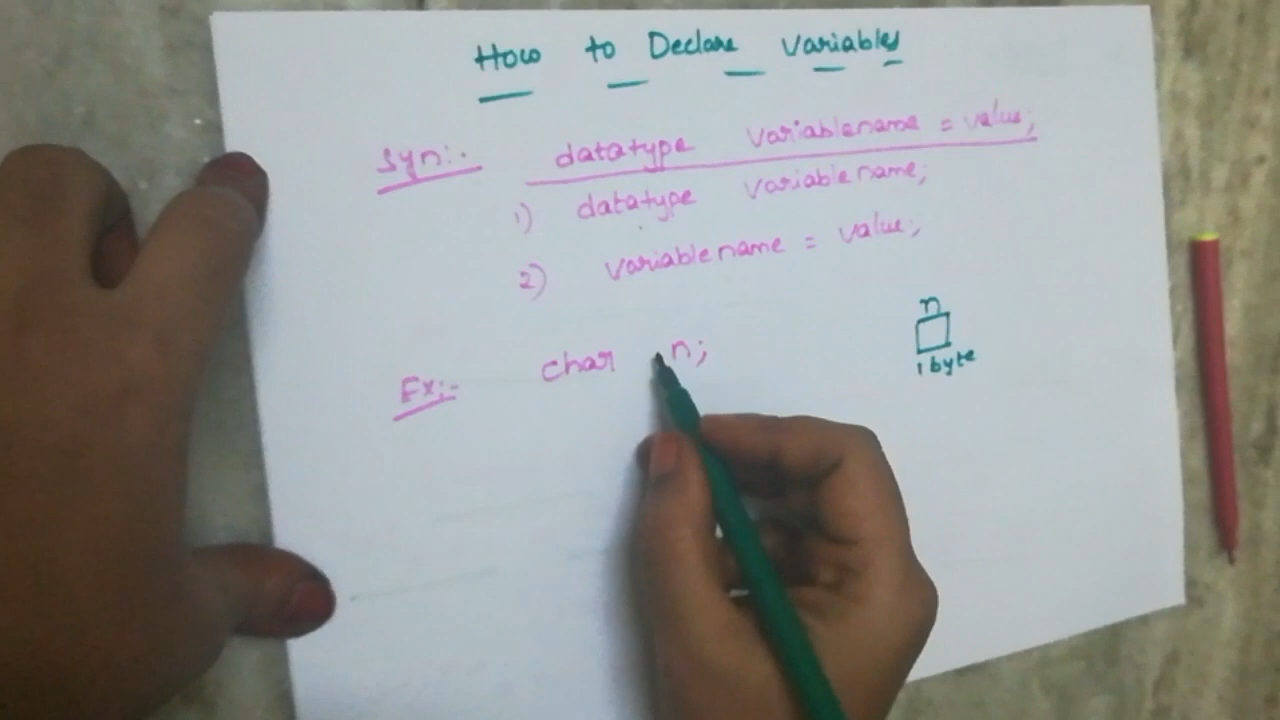 How to Declare Variables
Syn:- datatype variablename = value;
1) datatype variablename;
2) variablename = value;
Ex:- char n;
n
1 byte